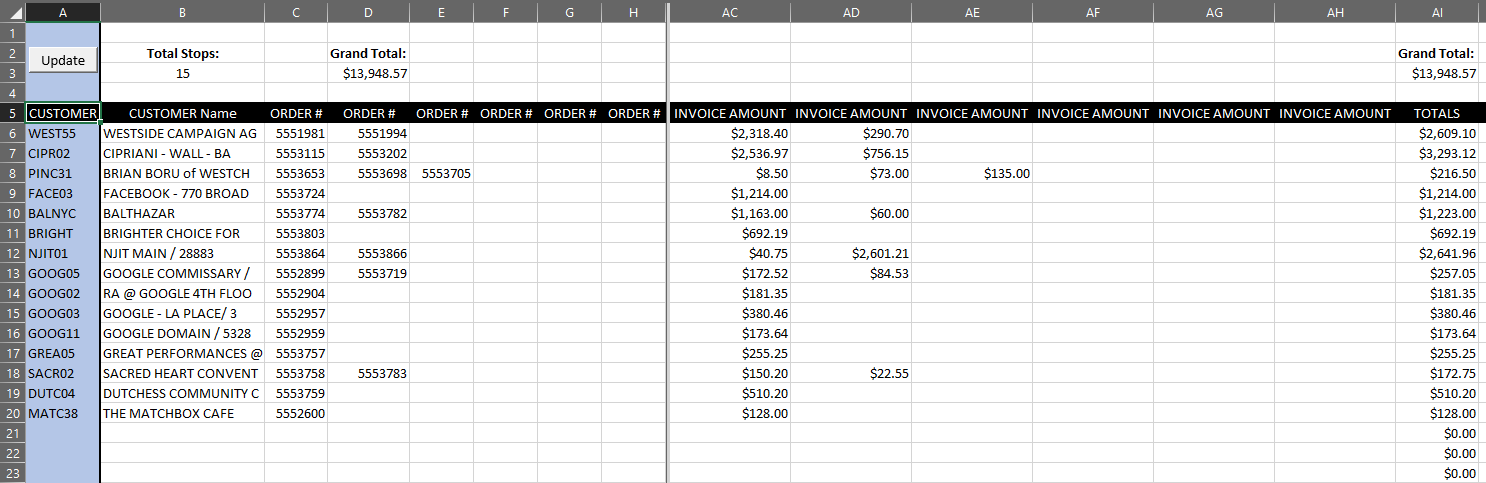 A B C D E F G H AC AD AE AF AG AH AI
1
2 Update Total Stops: Grand Total: Grand Total:
3 15 $13,948.57 $13,948.57
4
5 CUSTOMER CUSTOMER Name ORDER # ORDER # ORDER # ORDER # ORDER # ORDER # INVOICE AMOUNT INVOICE AMOUNT INVOICE AMOUNT INVOICE AMOUNT INVOICE AMOUNT INVOICE AMOUNT TOTALS
6 WEST55 WESTSIDE CAMPAIGN AG 5551981 5551994 $2,318.40 $290.70 $2,609.10
7 CIPR02 CIPRIANI - WALL - BA 5553115 5553202 $2,536.97 $756.15 $3,293.12
8 PINC31 BRIAN BORU of WESTCH 5553653 5553698 5553705 $8.50 $73.00 $135.00 $216.50
9 FACE03 FACEBOOK - 770 BROAD 5553724 $1,214.00 $1,214.00
10 BALNYC BALTHAZAR 5553774 5553782 $1,163.00 $60.00 $1,223.00
11 BRIGHT BRIGHTER CHOICE FOR 5553803 $692.19 $692.19
12 NJIT01 NJIT MAIN / 28883 5553864 5553866 $40.75 $2,601.21 $2,641.96
13 GOOG05 GOOGLE COMMISSARY / 5552899 5553719 $172.52 $84.53 $257.05
14 GOOG02 RA @ GOOGLE 4TH FLOO 5552904 $181.35 $181.35
15 GOOG03 GOOGLE - LA PLACE/ 3 5552957 $380.46 $380.46
16 GOOG11 GOOGLE DOMAIN / 5328 5552959 $173.64 $173.64
17 GREA05 GREAT PERFORMANCES @ 5553757 $255.25 $255.25
18 SACR02 SACRED HEART CONVENT 5553758 5553783 $150.20 $22.55 $172.75
19 DUTC04 DUTCHESS COMMUNITY C 5553759 $510.20 $510.20
20 MATC38 THE MATCHBOX CAFE 5552600 $128.00 $128.00
21 $0.00
22 $0.00
23 $0.00